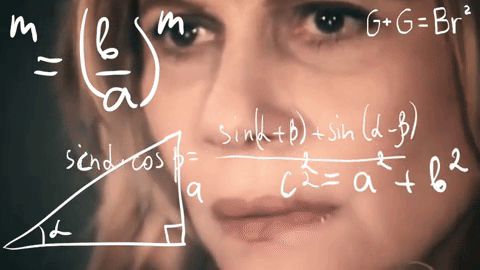 m = (b/a)^m
G+G=Br²
sinα·cosβ= sin(α+β)+sin(α-β)
c²=a²+b²
a
α